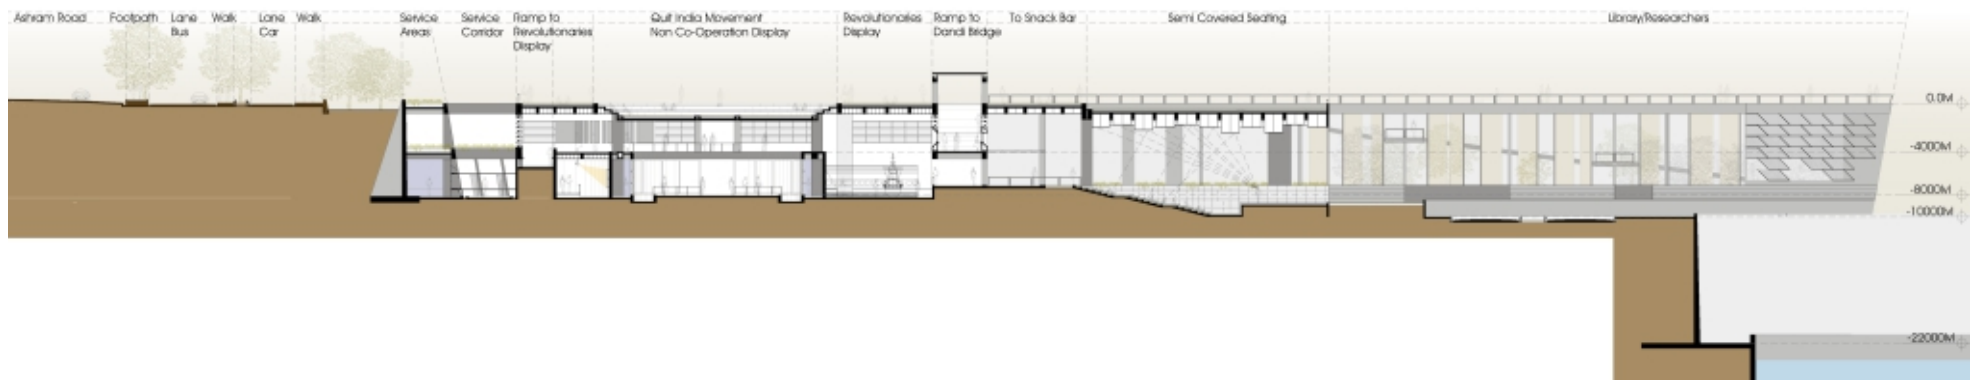 Ashram Road
Footpath
Lane
Bus
Walk
Lane
Car
Walk
Service
Areas
Service
Corridor
Ramp to
Revolutionaries
Display
Quit India Movement
Non Co-Operation Display
Revolutionaries
Display
Ramp to
Dandi Bridge
To Snack Bar
Semi Covered Seating
Library/Researchers
0.0M
-4000M
-8000M
-10000M
-22000M